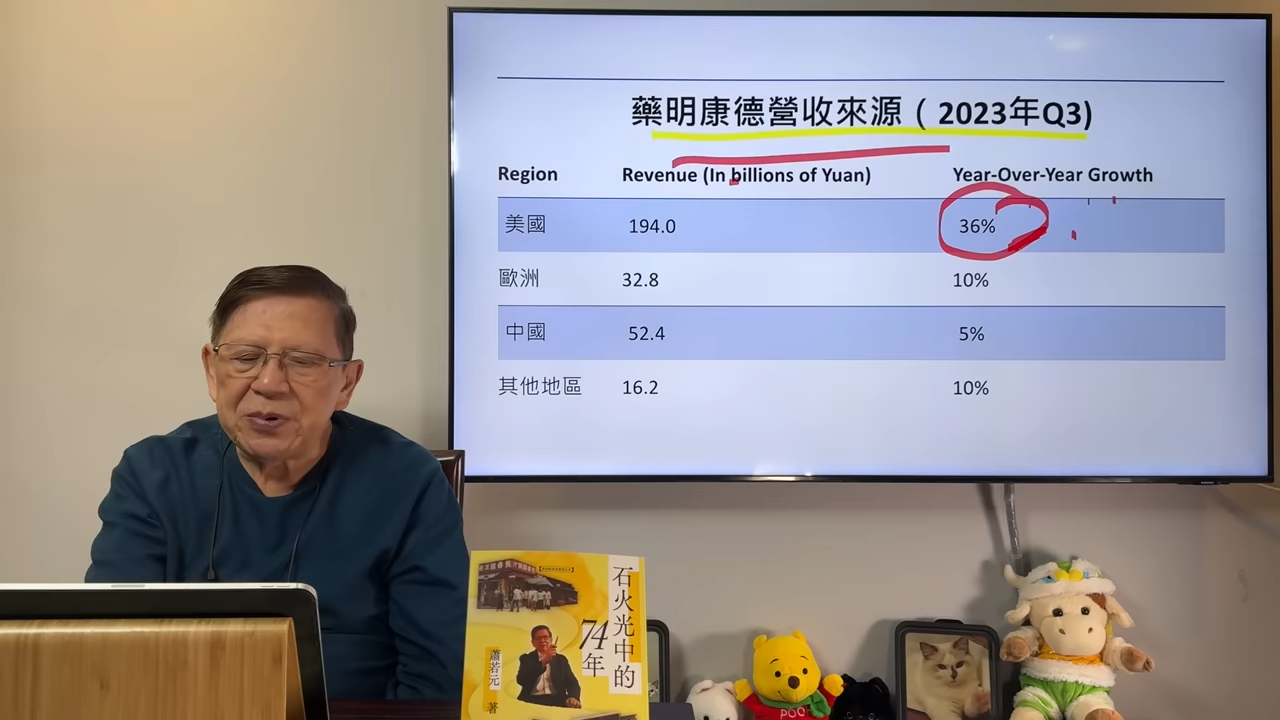 藥明康德營收來源（2023年Q3)
Region Revenue (In billions of Yuan) Year-Over-Year Growth
美國 194.0 36%
歐洲 32.8 10%
中國 52.4 5%
其他地區 16.2 10%
石火光中的
74年
蕭若元 著
POO